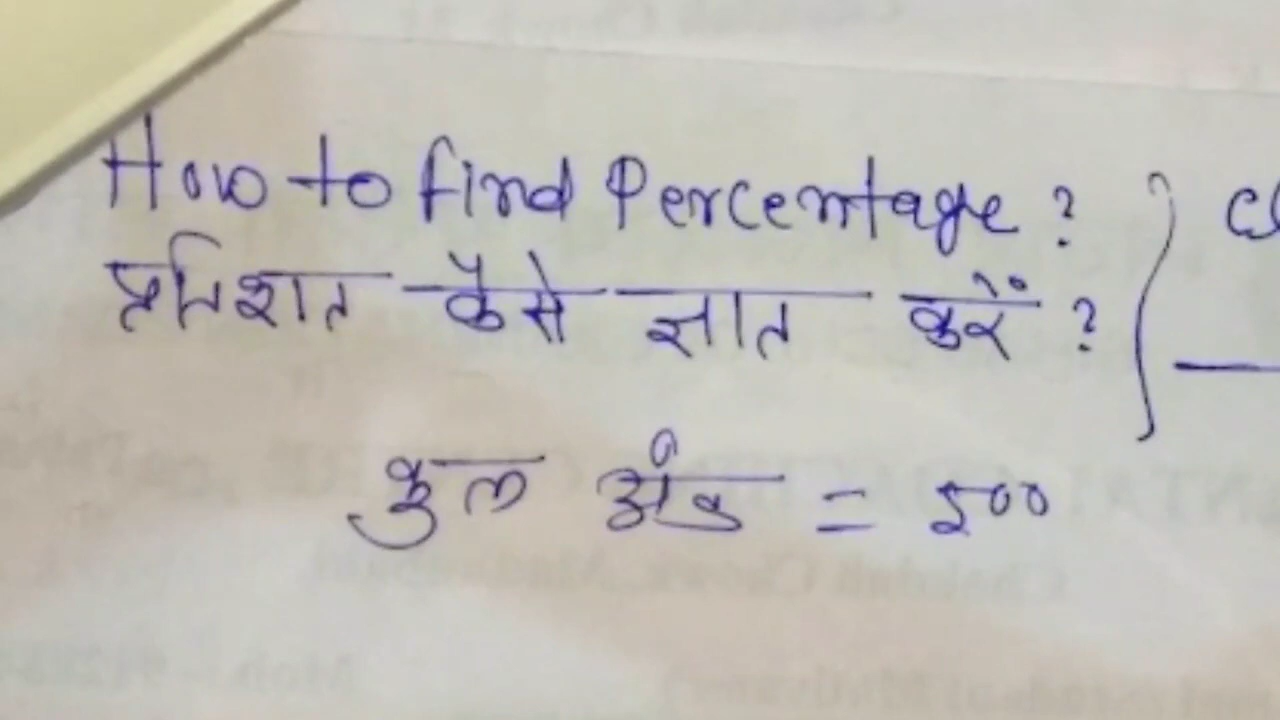 How to find Percentage ?
प्रतिशत कैसे ज्ञात करें ?
कुल अंक = 500